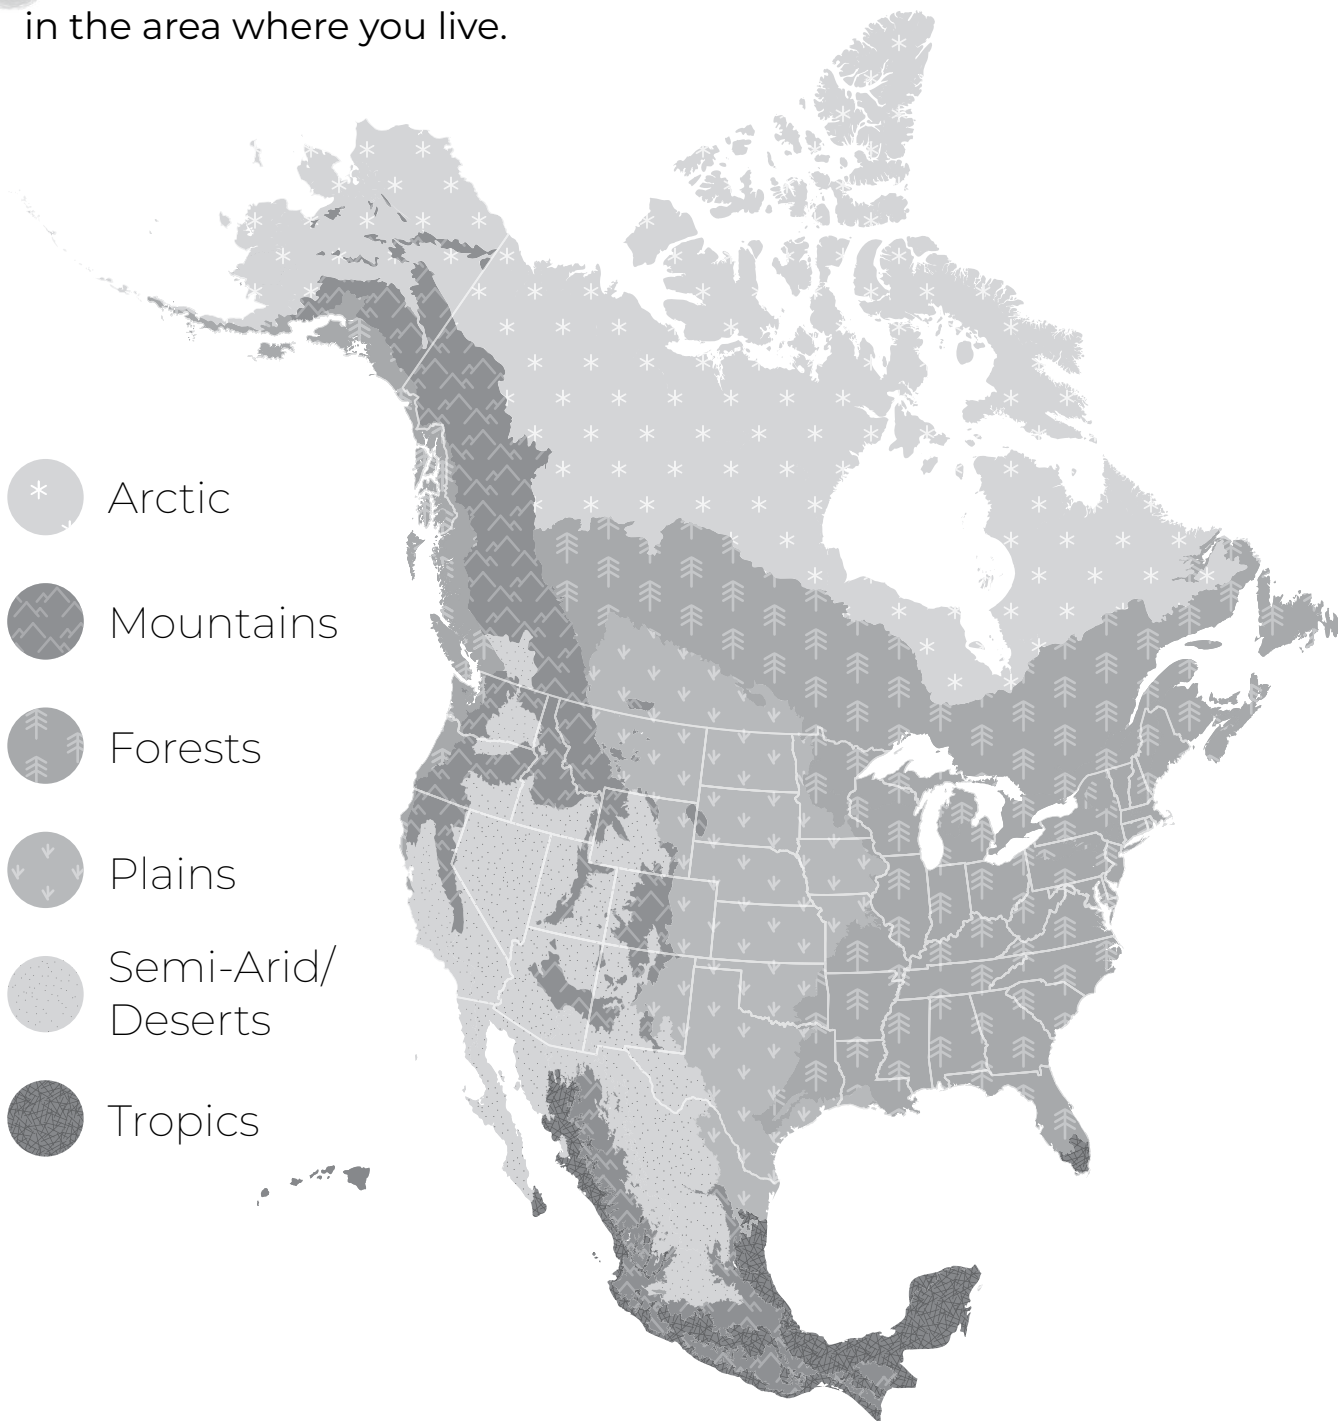 in the area where you live.
Arctic
Mountains
Forests
Plains
Semi-Arid/
Deserts
Tropics